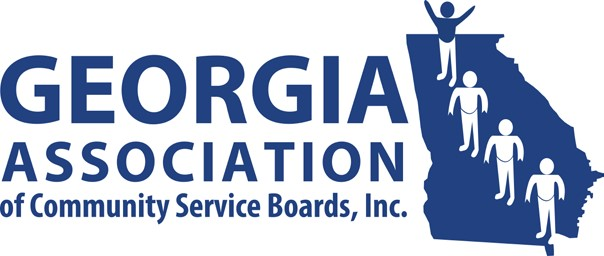 GEORGIA
ASSOCIATION
of Community Service Boards, Inc.